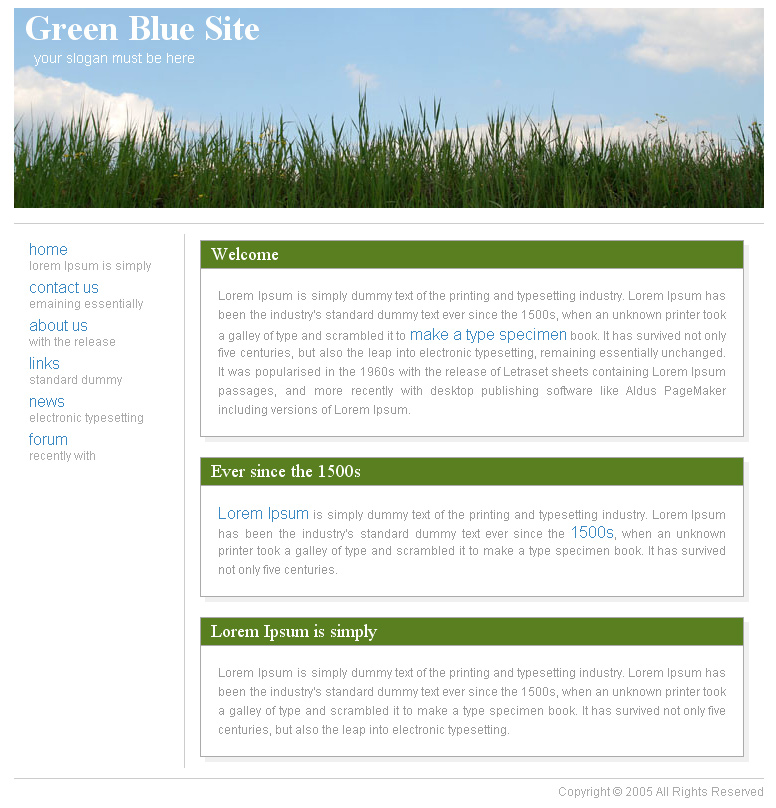 Green Blue Site
your slogan must be here
home
lorem Ipsum is simply
contact us
emaining essentially
about us
with the release
links
standard dummy
news
electronic typesetting
forum
recently with
Welcome
Lorem Ipsum is simply dummy text of the printing and typesetting industry. Lorem Ipsum has
been the industry's standard dummy text ever since the 1500s, when an unknown printer took
a galley of type and scrambled it to make a type specimen book. It has survived not only
five centuries, but also the leap into electronic typesetting, remaining essentially unchanged.
It was popularised in the 1960s with the release of Letraset sheets containing Lorem Ipsum
passages, and more recently with desktop publishing software like Aldus PageMaker
including versions of Lorem Ipsum.
Ever since the 1500s
Lorem Ipsum is simply dummy text of the printing and typesetting industry. Lorem Ipsum
has been the industry's standard dummy text ever since the 1500s, when an unknown
printer took a galley of type and scrambled it to make a type specimen book. It has survived
not only five centuries.
Lorem Ipsum is simply
Lorem Ipsum is simply dummy text of the printing and typesetting industry. Lorem Ipsum has
been the industry's standard dummy text ever since the 1500s, when an unknown printer took
a galley of type and scrambled it to make a type specimen book. It has survived not only five
centuries, but also the leap into electronic typesetting.
Copyright © 2005 All Rights Reserved